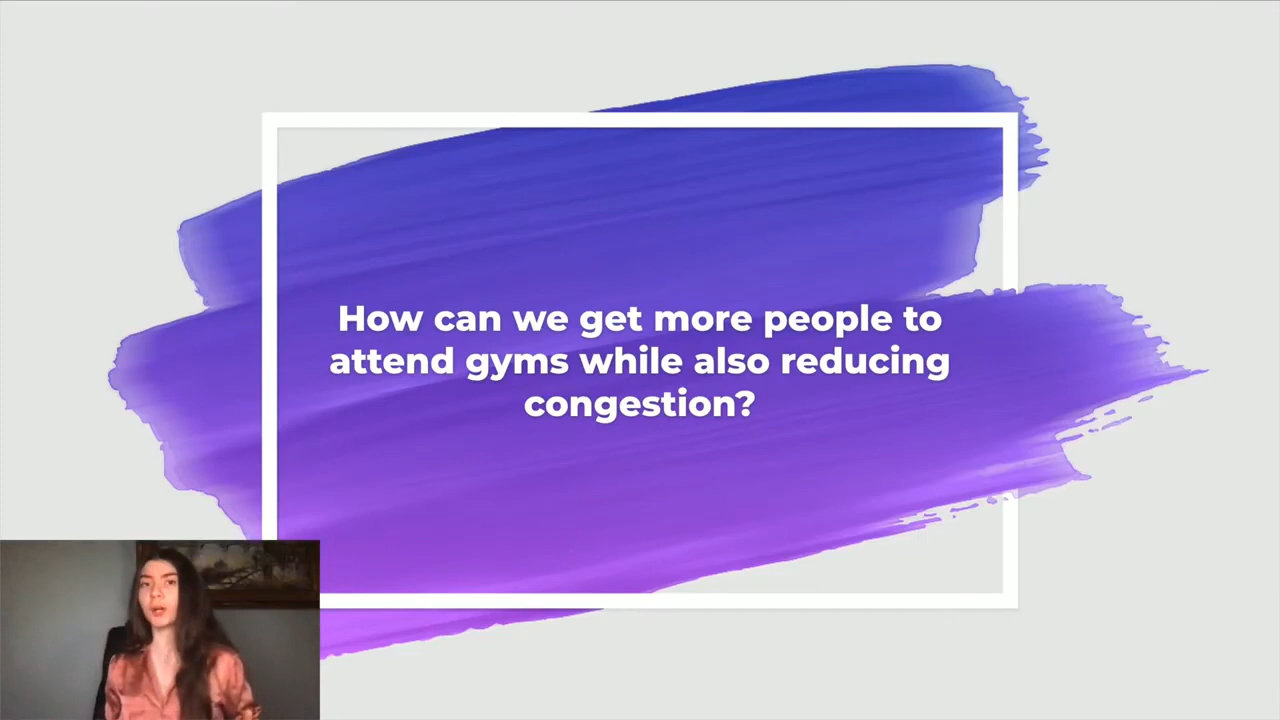 How can we get more people to
attend gyms while also reducing
congestion?